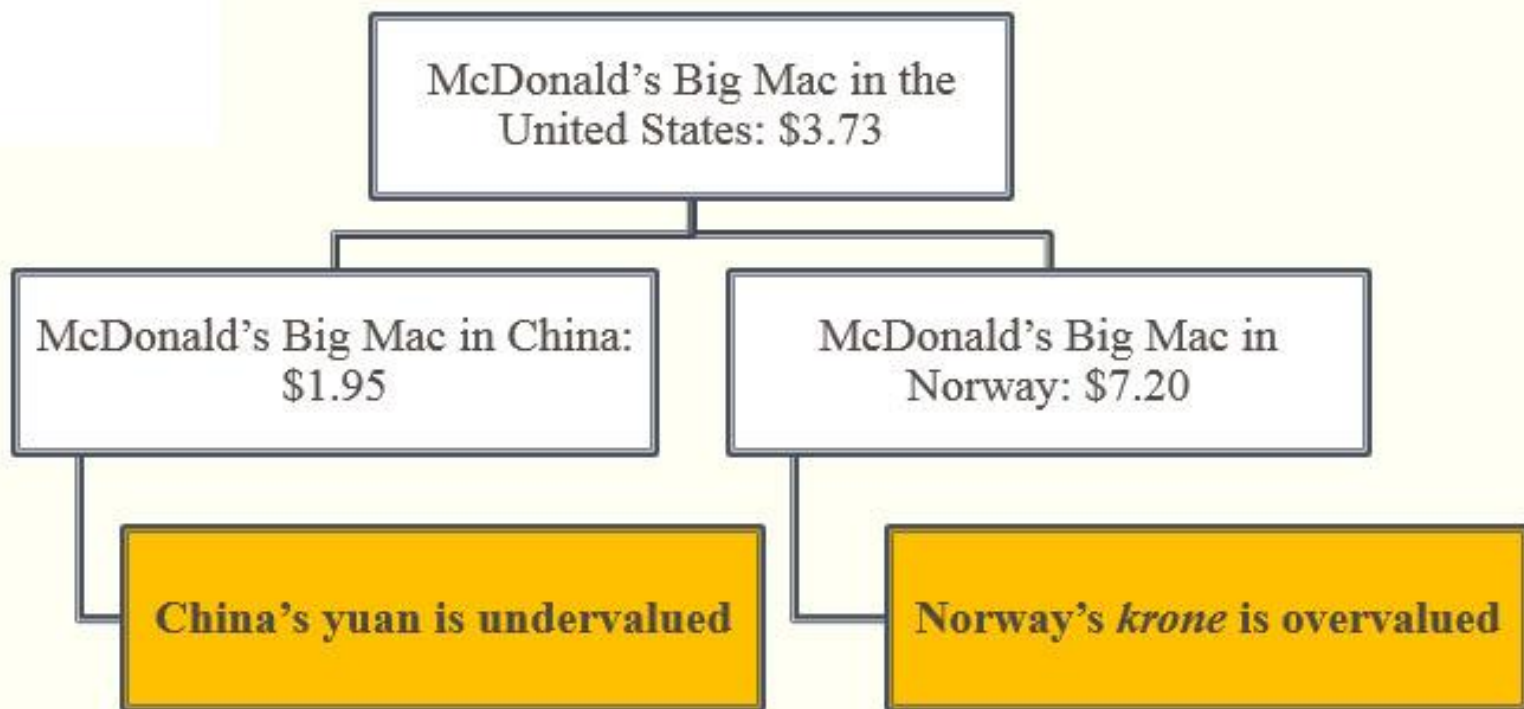 McDonald’s Big Mac in the
United States: $3.73
McDonald’s Big Mac in China:
$1.95
McDonald’s Big Mac in
Norway: $7.20
China’s yuan is undervalued
Norway’s krone is overvalued